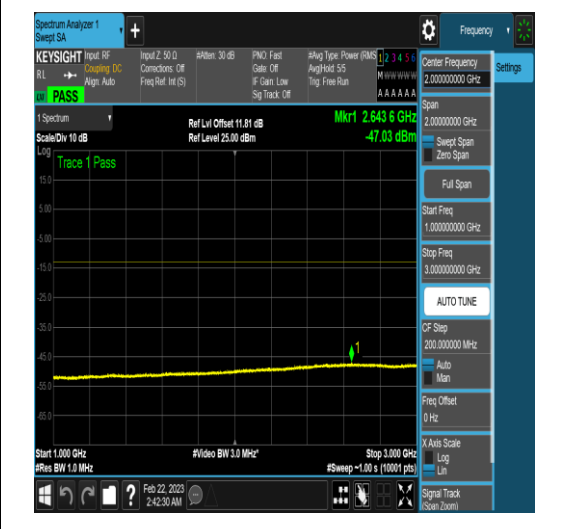 Spectrum Analyzer 1
Swept SA
Frequency
KEYSIGHT
RL
PASS
Input: RF
Coupling: DC
Align: Auto
Input Z: 50 Ω
Corrections: Off
Freq Ref: Int (S)
#Atten: 30 dB
PNO: Fast
Gate: Off
IF Gain: Low
Sig Track: Off
#Avg Type: Power (RMS
Avg|Hold: 5/5
Trig: Free Run
1 2 3 4 5 6
M W W W W W
A A A A A A
Settings
Center Frequency
2.000000000 GHz
Span
2.00000000 GHz
Swept Span
Zero Span
Full Span
Start Freq
1.000000000 GHz
Stop Freq
3.000000000 GHz
AUTO TUNE
CF Step
200.000000 MHz
Auto
Man
Freq Offset
0 Hz
X Axis Scale
Log
Lin
Signal Track
(Span Zoom)
1 Spectrum
Scale/Div 10 dB
Ref Lvl Offset 11.81 dB
Ref Level 25.00 dBm
Mkr1 2.643 6 GHz
-47.03 dBm
Log
Trace 1 Pass
15.0
5.00
-5.00
-15.0
-25.0
-35.0
-45.0
-55.0
-65.0
1
Start 1.000 GHz
#Res BW 1.0 MHz
#Video BW 3.0 MHz*
Stop 3.000 GHz
#Sweep ~1.00 s (10001 pts)
?
Feb 22, 2023
2:42:30 AM